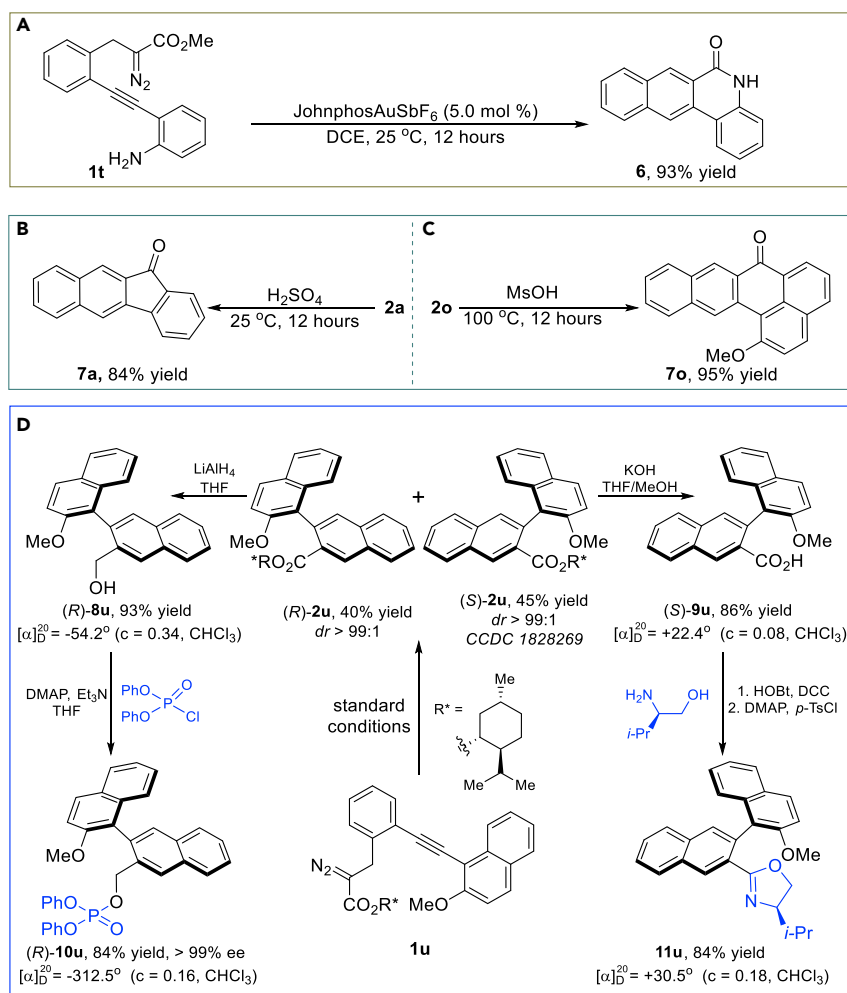 A
CO2Me
N2
H2N
1t
JohnphosAuSbF6 (5.0 mol %)
DCE, 25 °C, 12 hours
O
NH
6, 93% yield
B
O
7a, 84% yield
H2SO4
25 °C, 12 hours
2a
C
2o
MsOH
100 °C, 12 hours
O
MeO
7o, 95% yield
D
MeO
OH
(R)-8u, 93% yield
[α]D20 = -54.2° (c = 0.34, CHCl3)
LiAlH4
THF
MeO
*RO2C
(R)-2u, 40% yield
dr > 99:1
+
OMe
CO2R*
(S)-2u, 45% yield
dr > 99:1
CCDC 1828269
KOH
THF/MeOH
OMe
CO2H
(S)-9u, 86% yield
[α]D20 = +22.4° (c = 0.08, CHCl3)
DMAP, Et3N
THF
PhO
PhO
P
O
Cl
standard
conditions
R* =
Me
Me
Me
H2N
OH
i-Pr
1. HOBt, DCC
2. DMAP, p-TsCl
MeO
O
PhO
PhO
P
O
(R)-10u, 84% yield, > 99% ee
[α]D20 = -312.5° (c = 0.16, CHCl3)
N2
CO2R*
MeO
1u
OMe
O
N
i-Pr
11u, 84% yield
[α]D20 = +30.5° (c = 0.18, CHCl3)